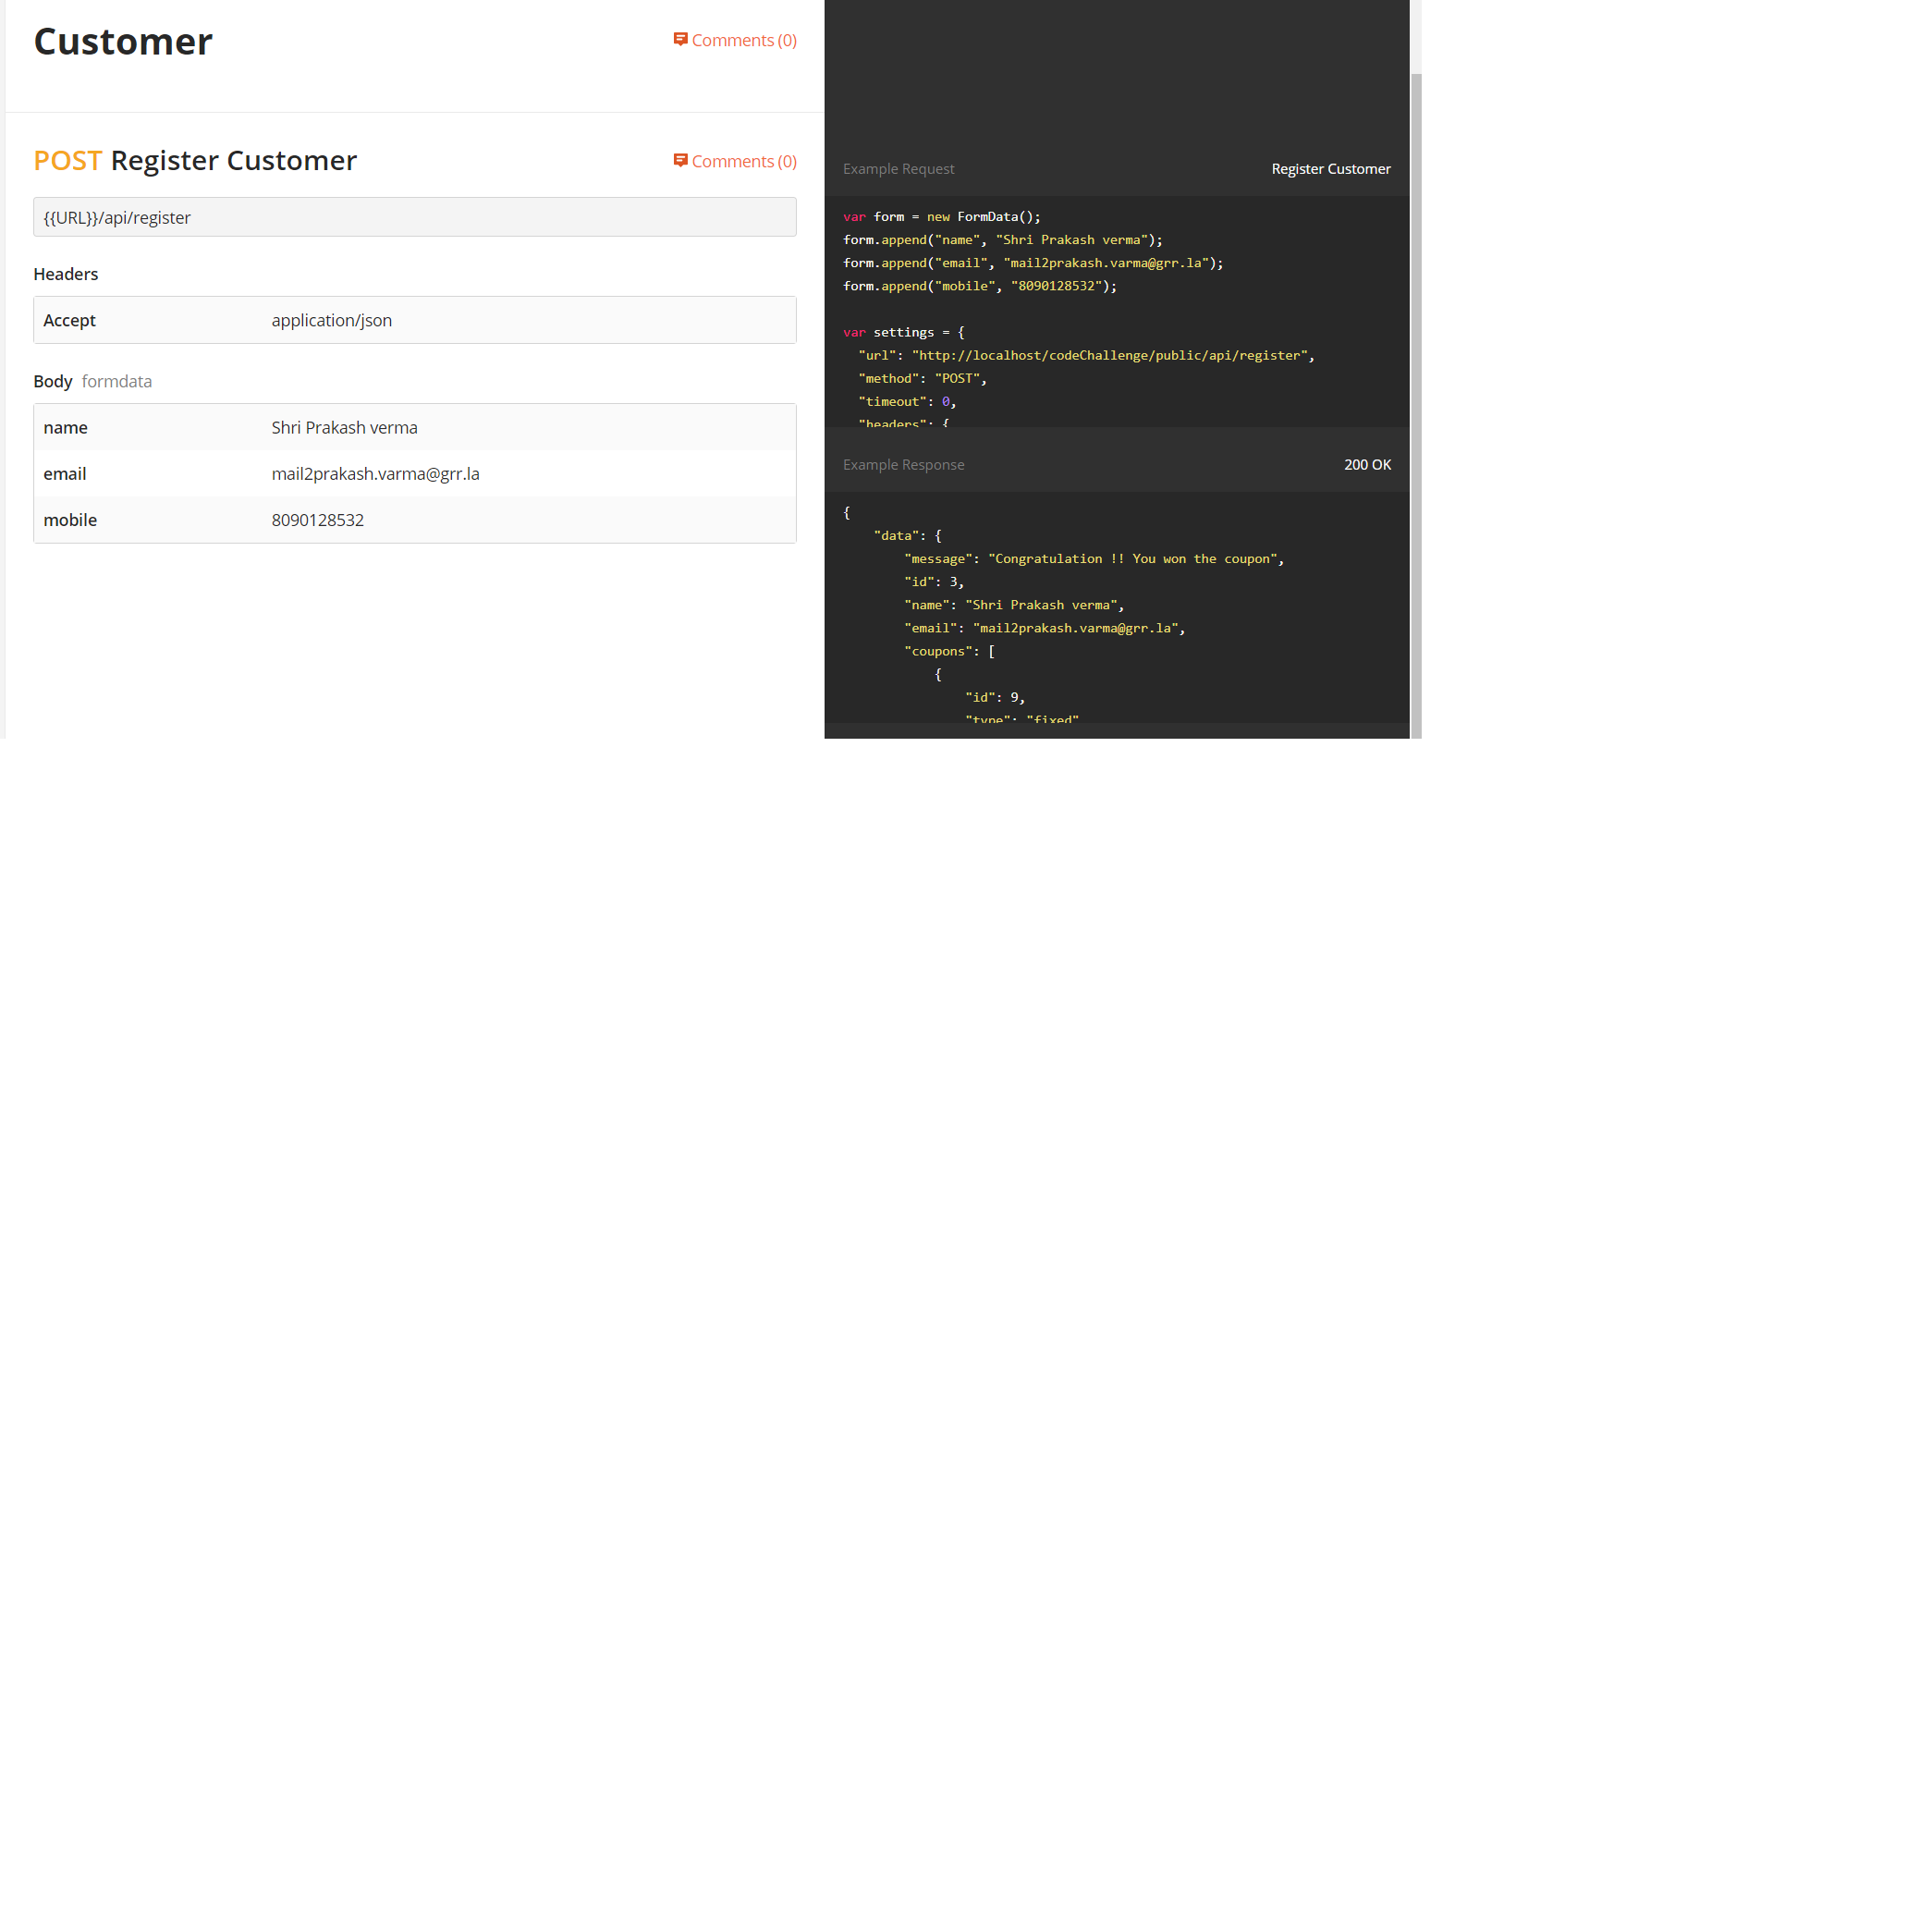 Customer
Comments (0)
POST Register Customer
Comments (0)
{{URL}}/api/register
Headers
Accept application/json
Body formdata
name Shri Prakash verma
email mail2prakash.varma@grr.la
mobile 8090128532
Example Request Register Customer
var form = new FormData();
form.append("name", "Shri Prakash verma");
form.append("email", "mail2prakash.varma@grr.la");
form.append("mobile", "8090128532");
var settings = {
"url": "http://localhost/codeChallenge/public/api/register",
"method": "POST",
"timeout": 0,
"headers": {
Example Response 200 OK
{
"data": {
"message": "Congratulation !! You won the coupon",
"id": 3,
"name": "Shri Prakash verma",
"email": "mail2prakash.varma@grr.la",
"coupons": [
{
"id": 9,
"type": "fixed"